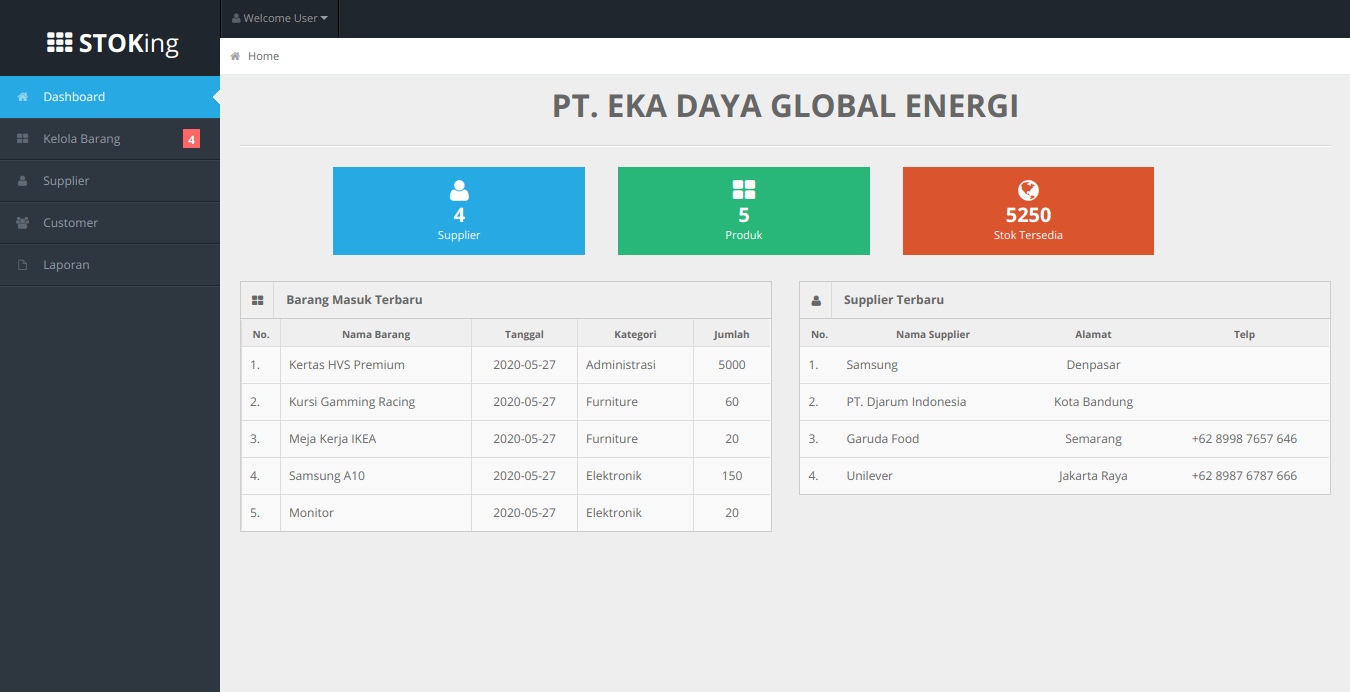 STOKing
Welcome User
Home
Dashboard
Kelola Barang 4
Supplier
Customer
Laporan
PT. EKA DAYA GLOBAL ENERGI
4
Supplier
5
Produk
5250
Stok Tersedia
Barang Masuk Terbaru
No. Nama Barang Tanggal Kategori Jumlah
1. Kertas HVS Premium 2020-05-27 Administrasi 5000
2. Kursi Gamming Racing 2020-05-27 Furniture 60
3. Meja Kerja IKEA 2020-05-27 Furniture 20
4. Samsung A10 2020-05-27 Elektronik 150
5. Monitor 2020-05-27 Elektronik 20
Supplier Terbaru
No. Nama Supplier Alamat Telp
1. Samsung Denpasar
2. PT. Djarum Indonesia Kota Bandung
3. Garuda Food Semarang +62 8998 7657 646
4. Unilever Jakarta Raya +62 8987 6787 666